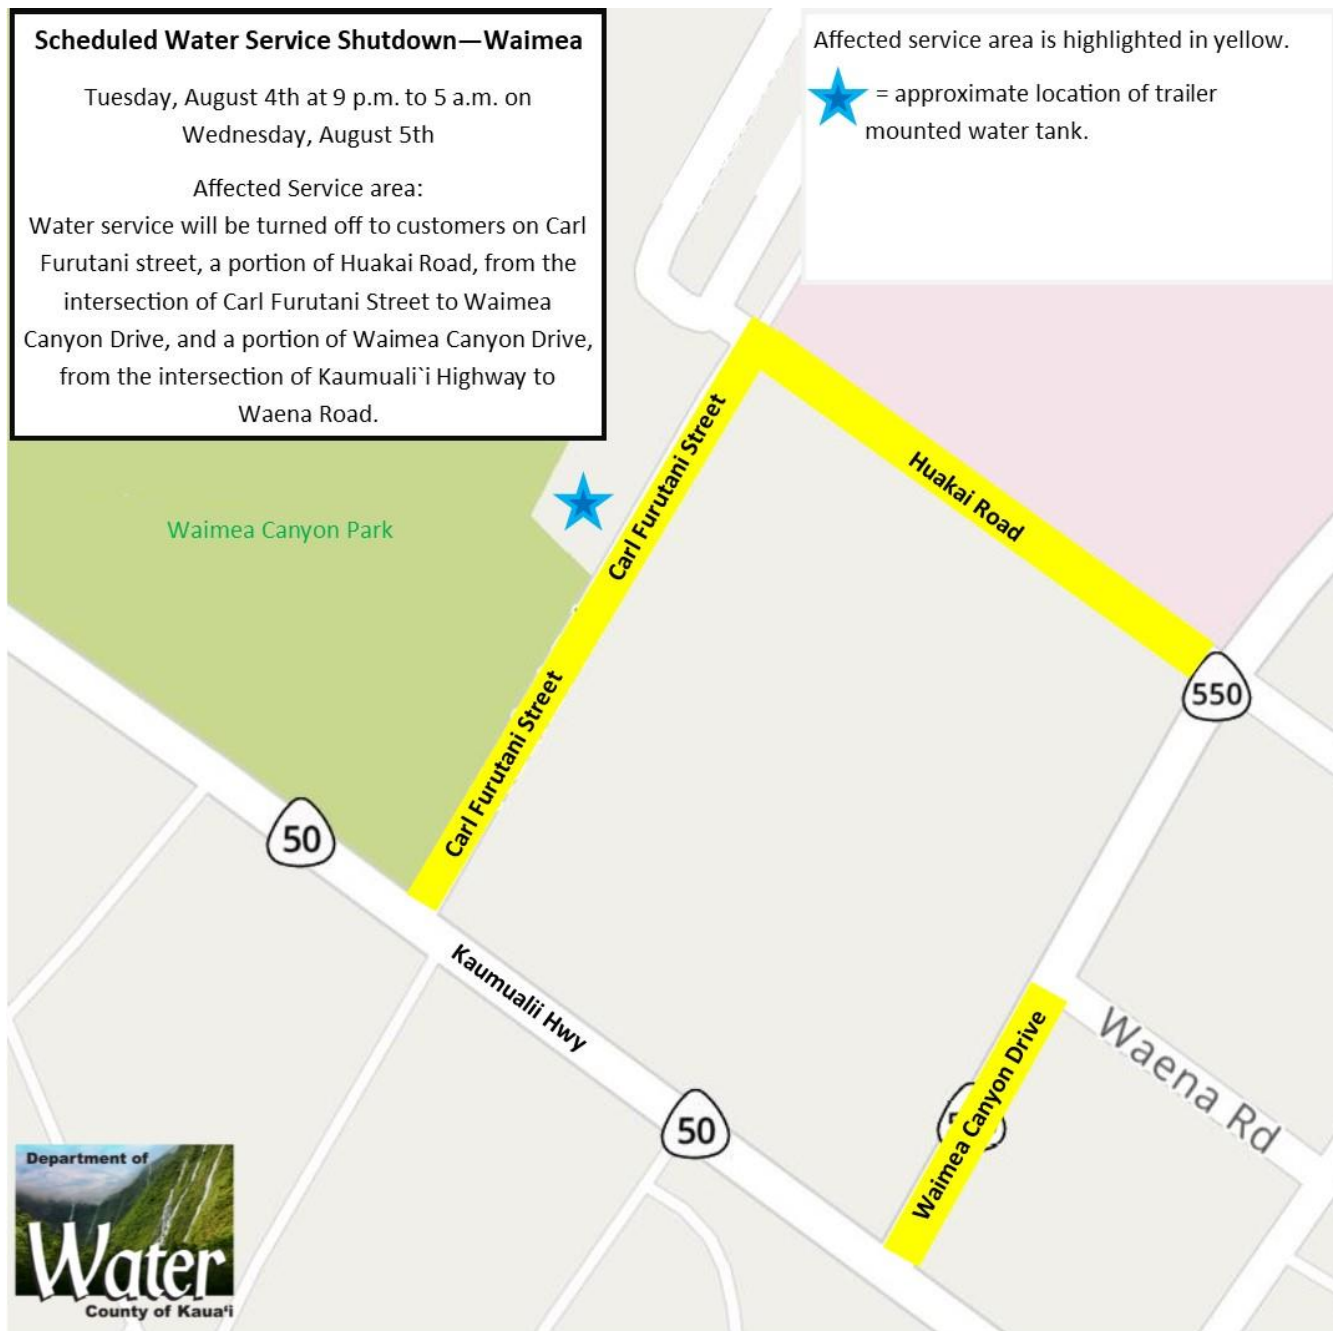 Scheduled Water Service Shutdown—Waimea
Tuesday, August 4th at 9 p.m. to 5 a.m. on
Wednesday, August 5th
Affected Service area:
Water service will be turned off to customers on Carl
Furutani street, a portion of Huakai Road, from the
intersection of Carl Furutani Street to Waimea
Canyon Drive, and a portion of Waimea Canyon Drive,
from the intersection of Kaumuali`i Highway to
Waena Road.
Affected service area is highlighted in yellow.
= approximate location of trailer
mounted water tank.
Waimea Canyon Park
Carl Furutani Street
Huakai Road
Carl Furutani Street
550
50
Kaumualii Hwy
50
Waimea Canyon Drive
Waena Rd
Department of
Water
County of Kaua‘i